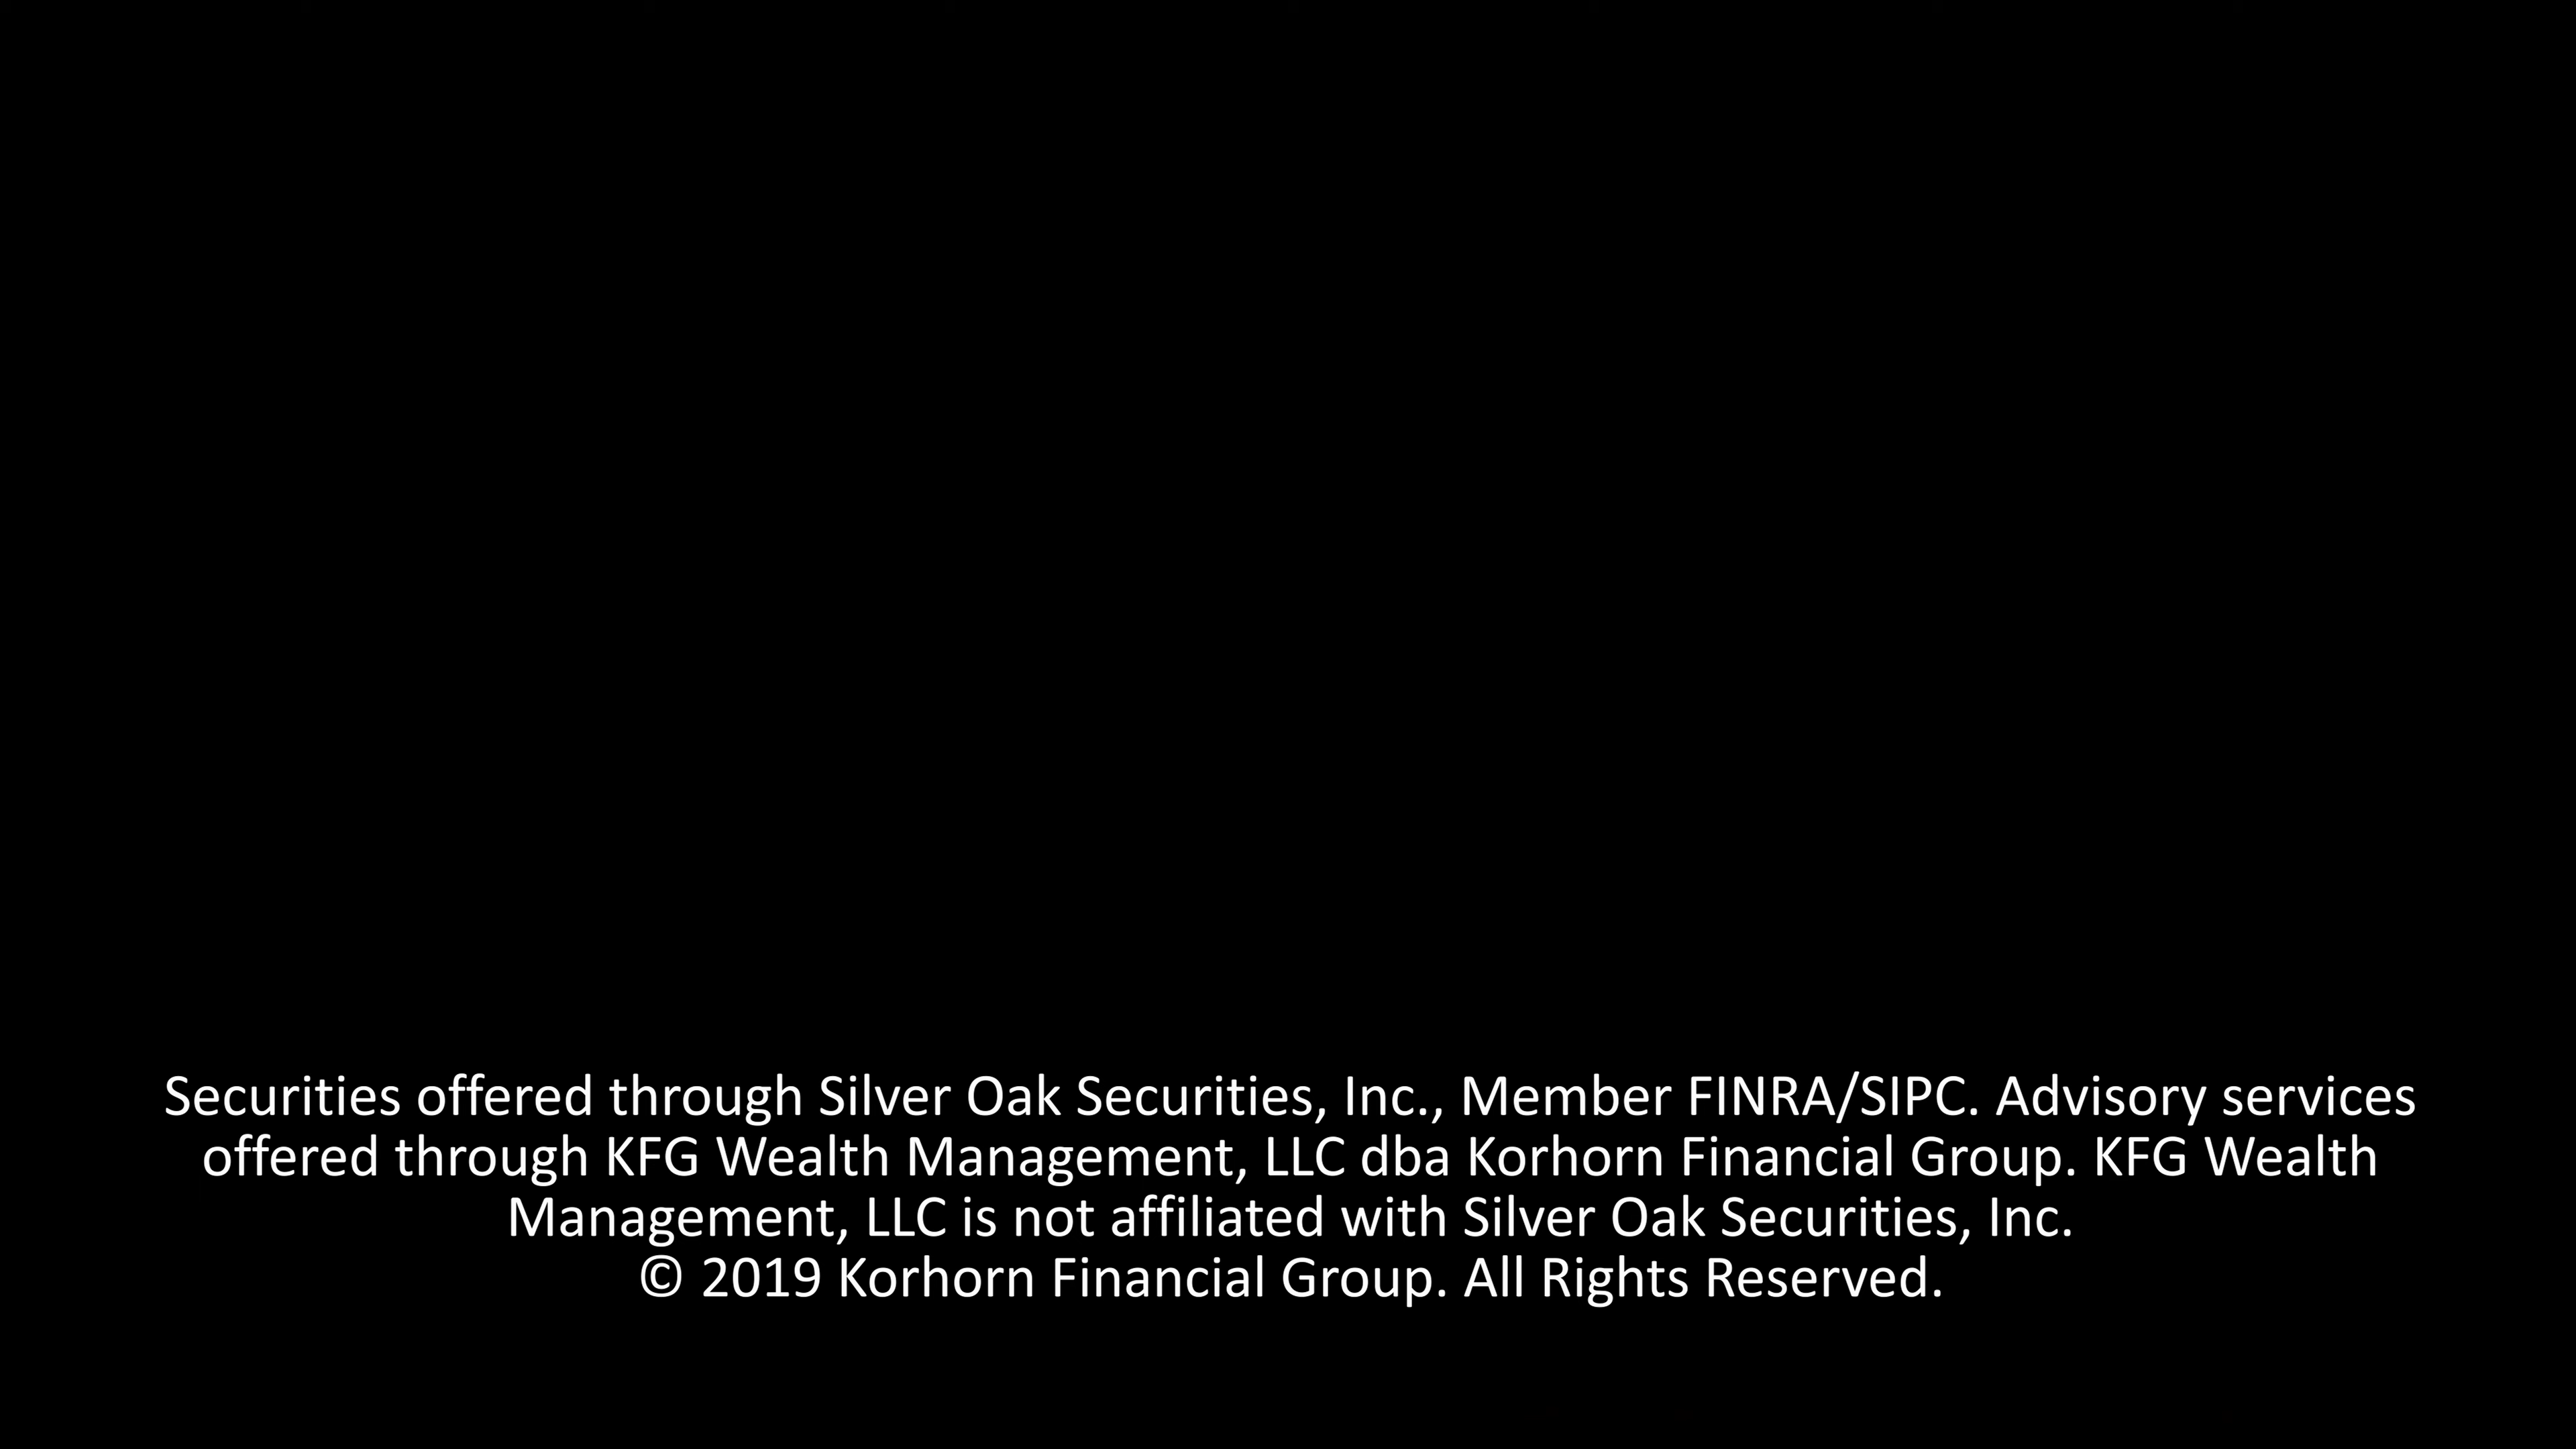 Securities offered through Silver Oak Securities, Inc., Member FINRA/SIPC. Advisory services
offered through KFG Wealth Management, LLC dba Korhorn Financial Group. KFG Wealth
Management, LLC is not affiliated with Silver Oak Securities, Inc.
© 2019 Korhorn Financial Group. All Rights Reserved.